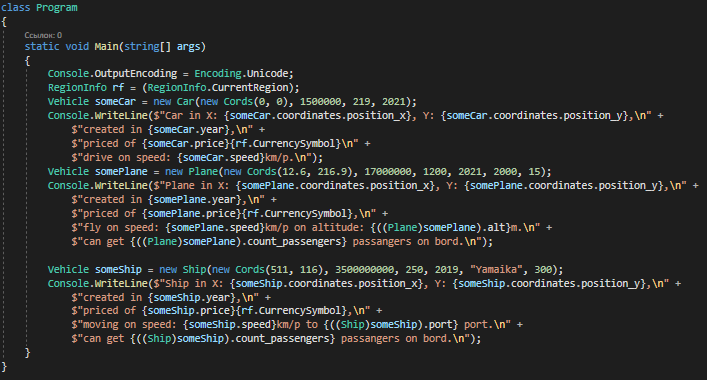 class Program
{
Ссылок: 0
static void Main(string[] args)
{
Console.OutputEncoding = Encoding.Unicode;
RegionInfo rf = (RegionInfo.CurrentRegion);
Vehicle someCar = new Car(new Cords(0, 0), 1500000, 219, 2021);
Console.WriteLine($"Car in X: {someCar.coordinates.position_x}, Y: {someCar.coordinates.position_y},\n" +
$"created in {someCar.year},\n" +
$"priced of {someCar.price}{rf.CurrencySymbol}\n" +
$"drive on speed: {someCar.speed}km/p.\n");
Vehicle somePlane = new Plane(new Cords(12.6, 216.9), 17000000, 1200, 2021, 2000, 15);
Console.WriteLine($"Plane in X: {somePlane.coordinates.position_x}, Y: {somePlane.coordinates.position_y},\n" +
$"created in {somePlane.year},\n" +
$"priced of {somePlane.price}{rf.CurrencySymbol},\n" +
$"fly on speed: {somePlane.speed}km/p on altitude: {((Plane)somePlane).alt}m.\n" +
$"can get {((Plane)somePlane).count_passengers} passangers on bord.\n");
Vehicle someShip = new Ship(new Cords(511, 116), 3500000000, 250, 2019, "Yamaika", 300);
Console.WriteLine($"Ship in X: {someShip.coordinates.position_x}, Y: {someShip.coordinates.position_y},\n" +
$"created in {someShip.year},\n" +
$"priced of {someShip.price}{rf.CurrencySymbol},\n" +
$"moving on speed: {someShip.speed}km/p to {((Ship)someShip).port} port.\n" +
$"can get {((Ship)someShip).count_passengers} passangers on bord.\n");
}
}